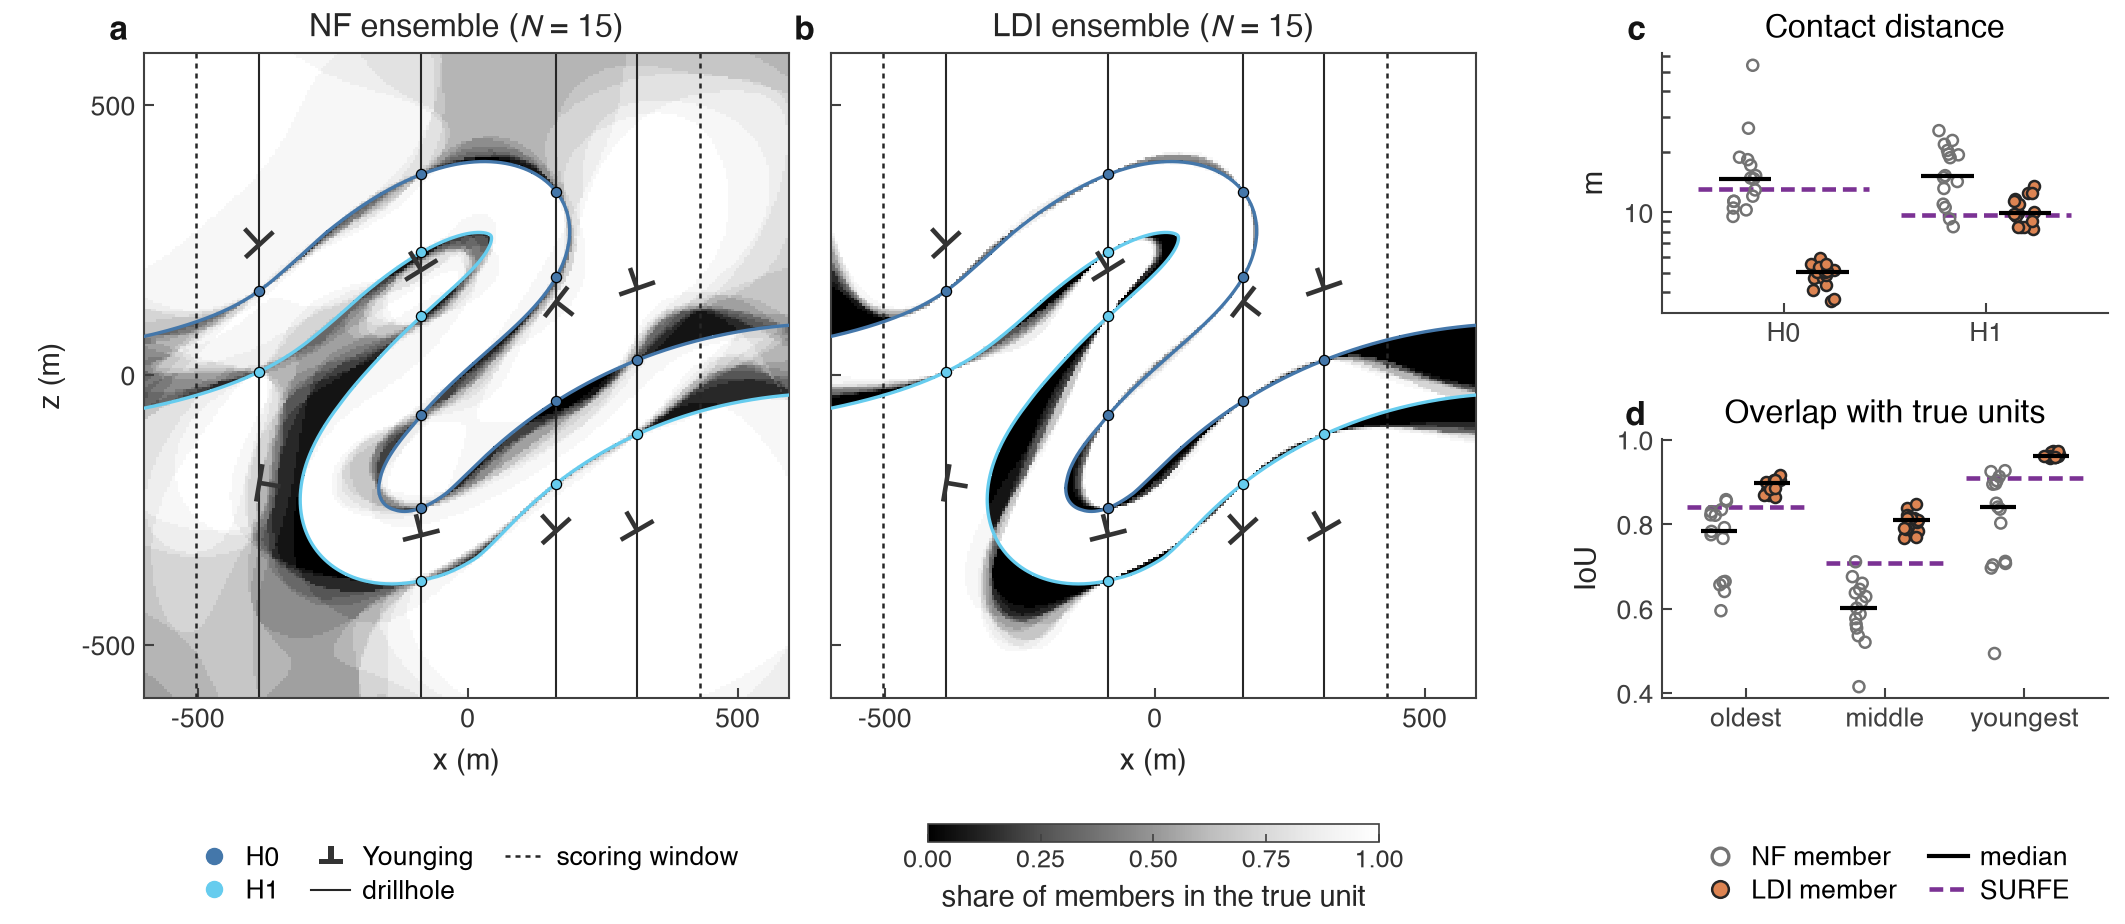 a
NF ensemble (N = 15)
b
LDI ensemble (N = 15)
c
Contact distance
500
0
-500
z (m)
-500
0
500
x (m)
-500
0
500
x (m)
m
10
H0
H1
d
Overlap with true units
1.0
0.8
0.6
0.4
IoU
oldest
middle
youngest
H0
Younging
scoring window
H1
drillhole
0.00
0.25
0.50
0.75
1.00
share of members in the true unit
NF member
median
LDI member
SURFE